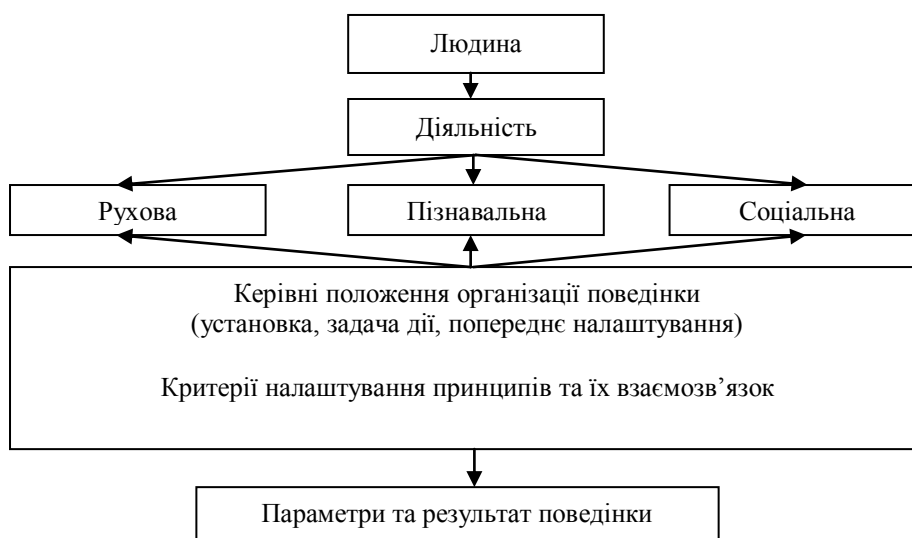 Людина
Діяльність
Рухова
Пізнавальна
Соціальна
Керівні положення організації поведінки
(установка, задача дії, попереднє налаштування)
Критерії налаштування принципів та їх взаємозв’язок
Параметри та результат поведінки